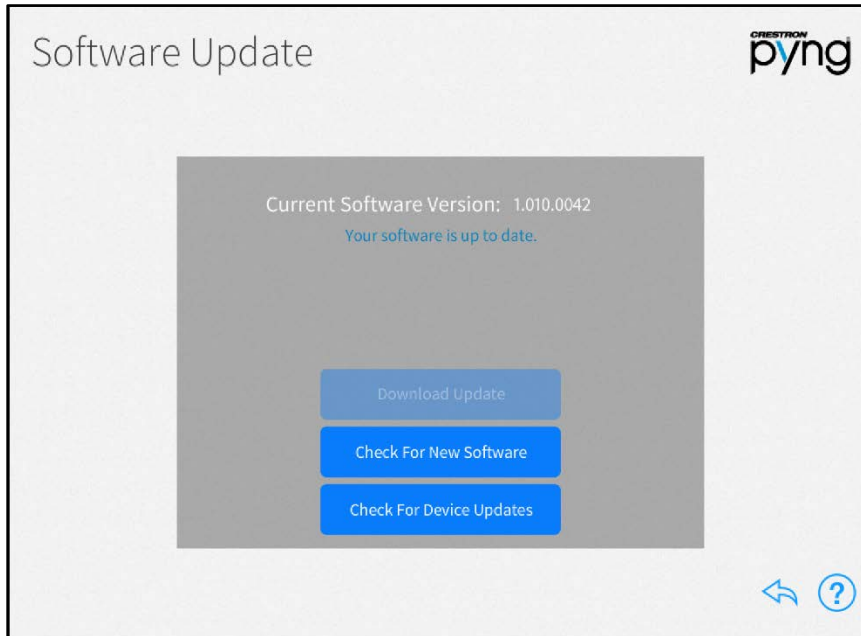 Software Update
CRESTRON
pyng
Current Software Version: 1.010.0042
Your software is up to date.
Download Update
Check For New Software
Check For Device Updates
?